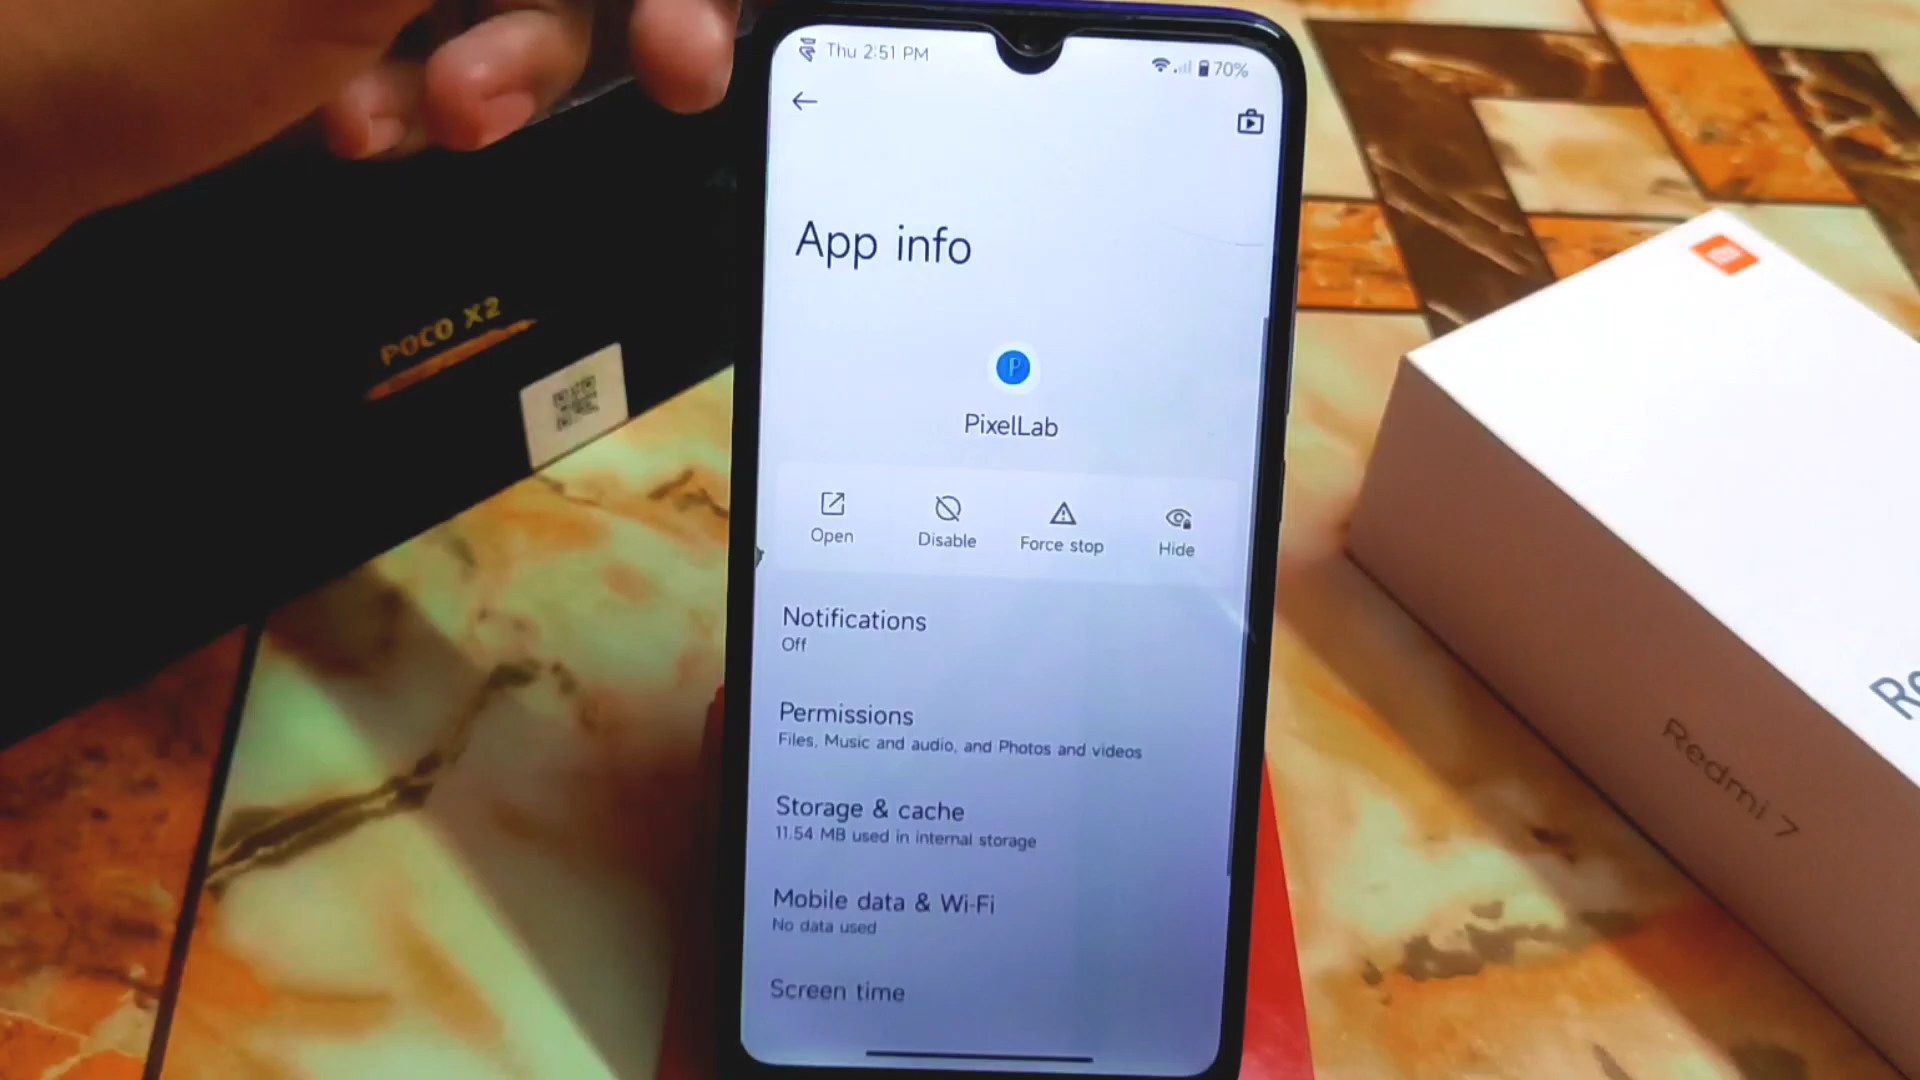 Thu 2:51 PM
70%
App info
P
PixelLab
Open
Disable
Force stop
Hide
Notifications
Off
Permissions
Files, Music and audio, and Photos and videos
Storage & cache
11.54 MB used in internal storage
Mobile data & Wi-Fi
No data used
Screen time
POCO X2
Redmi 7